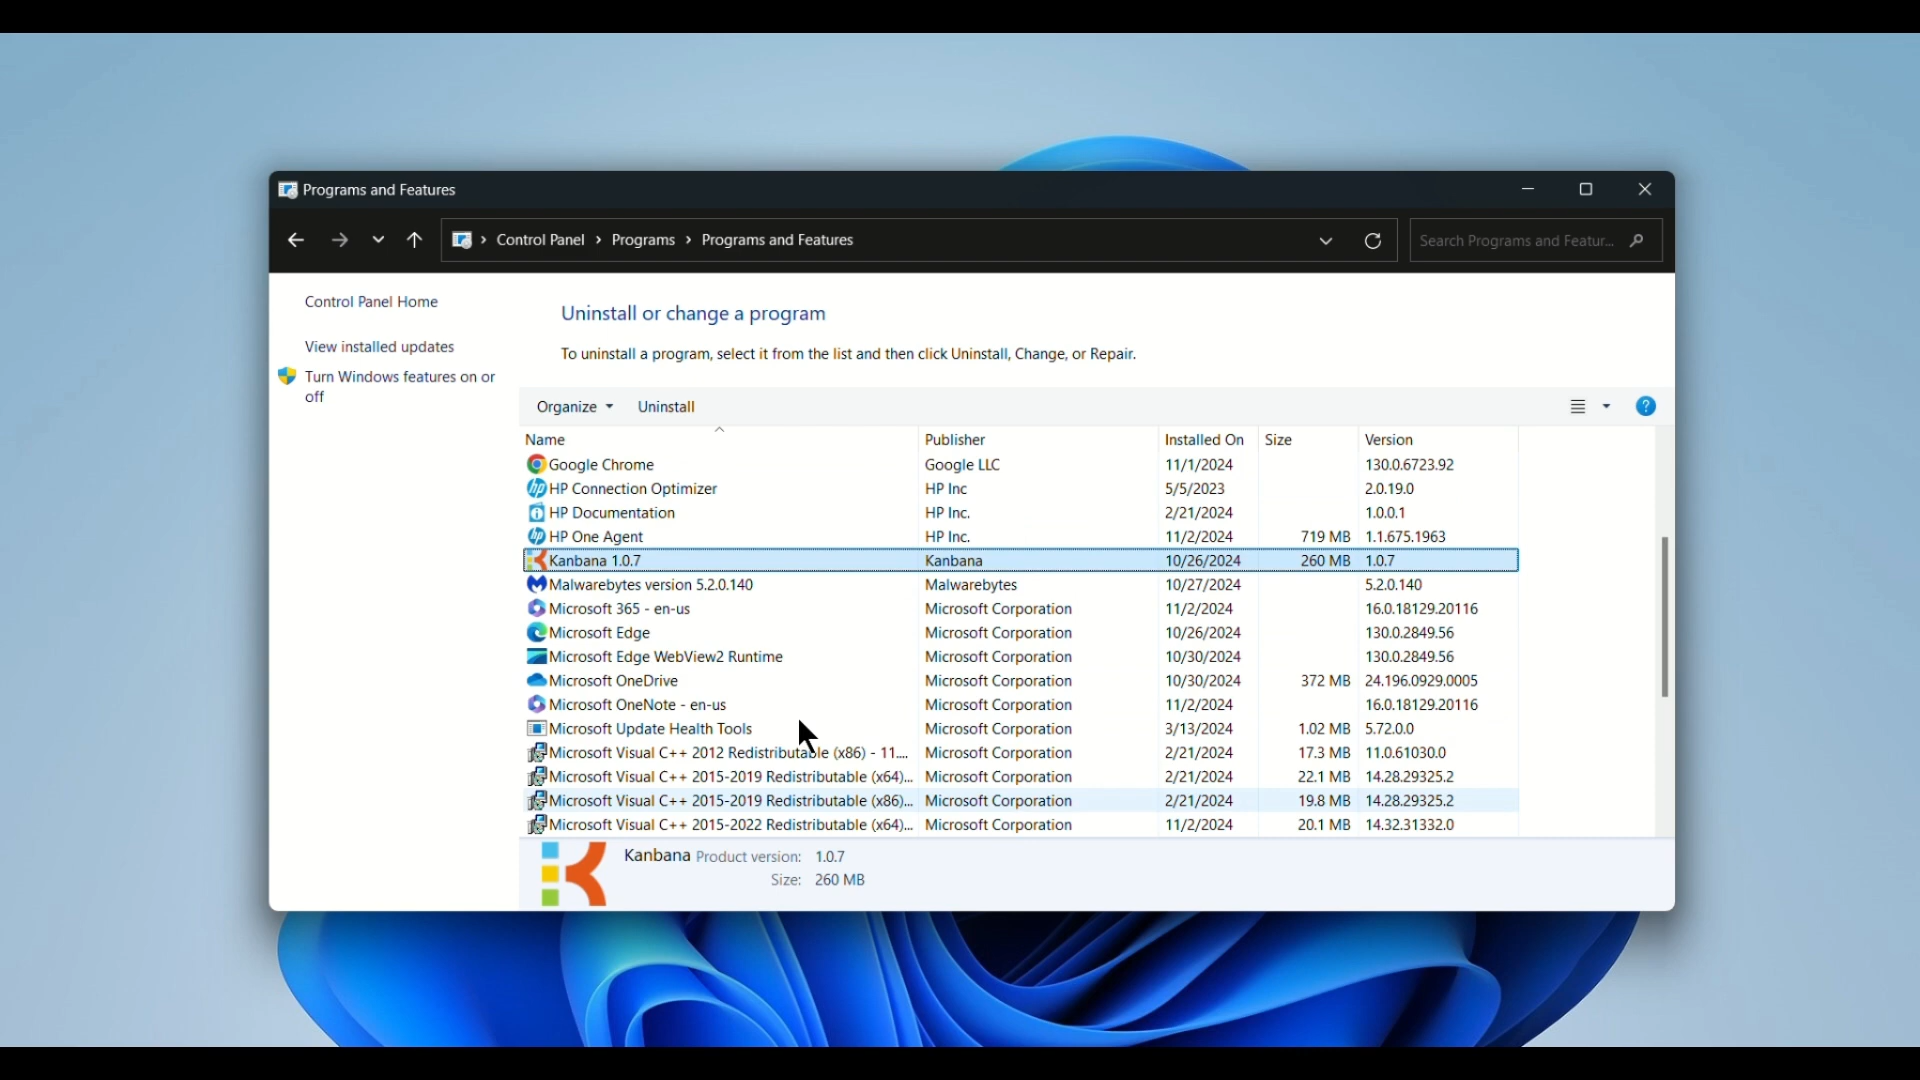 Programs and Features
Control Panel > Programs > Programs and Features
Search Programs and Featur...
Control Panel Home
View installed updates
Turn Windows features on or
off
Uninstall or change a program
To uninstall a program, select it from the list and then click Uninstall, Change, or Repair.
Organize Uninstall
Name Publisher Installed On Size Version
Google Chrome Google LLC 11/1/2024 130.0.6723.92
HP Connection Optimizer HP Inc 5/5/2023 2.0.19.0
HP Documentation HP Inc. 2/21/2024 1.0.0.1
HP One Agent HP Inc. 11/2/2024 719 MB 1.1.675.1963
Kanbana 1.0.7 Kanbana 10/26/2024 260 MB 1.0.7
Malwarebytes version 5.2.0.140 Malwarebytes 10/27/2024 5.2.0.140
Microsoft 365 - en-us Microsoft Corporation 11/2/2024 16.0.18129.20116
Microsoft Edge Microsoft Corporation 10/26/2024 130.0.2849.56
Microsoft Edge WebView2 Runtime Microsoft Corporation 10/30/2024 130.0.2849.56
Microsoft OneDrive Microsoft Corporation 10/30/2024 372 MB 24.196.0929.0005
Microsoft OneNote - en-us Microsoft Corporation 11/2/2024 16.0.18129.20116
Microsoft Update Health Tools Microsoft Corporation 3/13/2024 1.02 MB 5.72.0.0
Microsoft Visual C++ 2012 Redistributable (x86) - 11.... Microsoft Corporation 2/21/2024 17.3 MB 11.0.61030.0
Microsoft Visual C++ 2015-2019 Redistributable (x64)... Microsoft Corporation 2/21/2024 22.1 MB 14.28.29325.2
Microsoft Visual C++ 2015-2019 Redistributable (x86)... Microsoft Corporation 2/21/2024 19.8 MB 14.28.29325.2
Microsoft Visual C++ 2015-2022 Redistributable (x64)... Microsoft Corporation 11/2/2024 20.1 MB 14.32.31332.0
Kanbana Product version: 1.0.7
Size: 260 MB